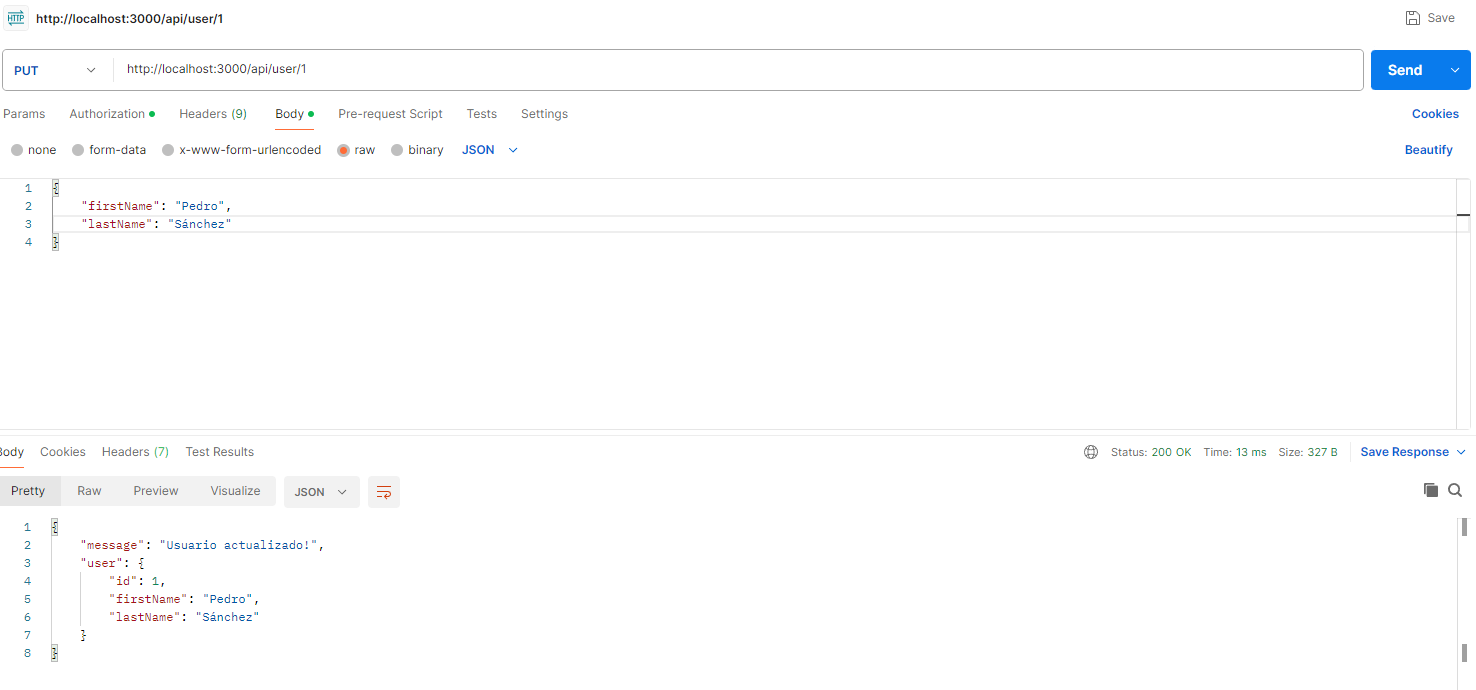 HTTP http://localhost:3000/api/user/1 Save
PUT http://localhost:3000/api/user/1 Send
Params Authorization Headers (9) Body Pre-request Script Tests Settings Cookies
none form-data x-www-form-urlencoded raw binary JSON Beautify
1 {
2 "firstName": "Pedro",
3 "lastName": "Sánchez"
4 }
Body Cookies Headers (7) Test Results Status: 200 OK Time: 13 ms Size: 327 B Save Response
Pretty Raw Preview Visualize JSON
1 {
2 "message": "Usuario actualizado!",
3 "user": {
4 "id": 1,
5 "firstName": "Pedro",
6 "lastName": "Sánchez"
7 }
8 }